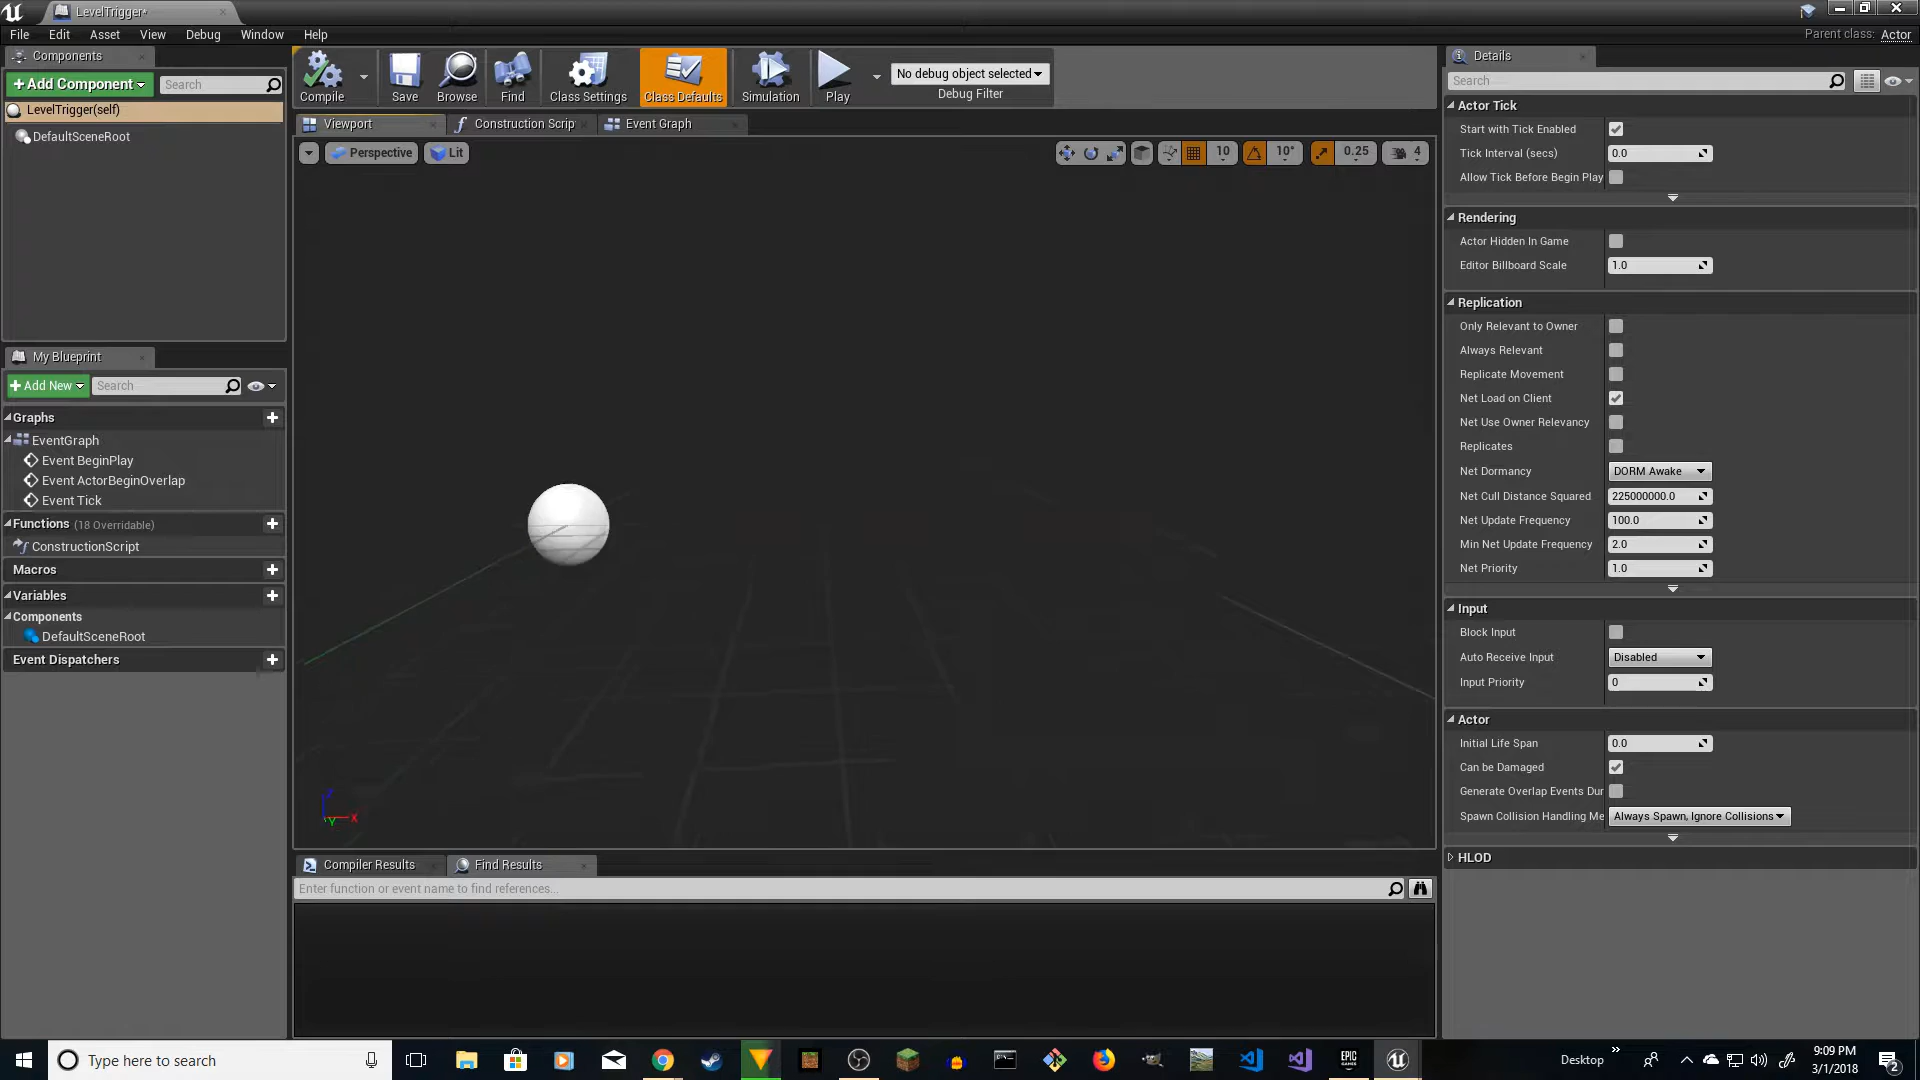 LevelTrigger*
File Edit Asset View Debug Window Help
Parent class: Actor
Components
+ Add Component
Search
LevelTrigger(self)
DefaultSceneRoot
My Blueprint
+ Add New
Search
Graphs
EventGraph
Event BeginPlay
Event ActorBeginOverlap
Event Tick
Functions (18 Overridable)
ConstructionScript
Macros
Variables
Components
DefaultSceneRoot
Event Dispatchers
Compile
Save
Browse
Find
Class Settings
Class Defaults
Simulation
Play
No debug object selected
Debug Filter
Viewport
Construction Scrip
Event Graph
Perspective
Lit
10
10°
0.25
4
Z
X
Y
Compiler Results
Find Results
Enter function or event name to find references...
Details
Search
Actor Tick
Start with Tick Enabled
Tick Interval (secs) 0.0
Allow Tick Before Begin Play
Rendering
Actor Hidden In Game
Editor Billboard Scale 1.0
Replication
Only Relevant to Owner
Always Relevant
Replicate Movement
Net Load on Client
Net Use Owner Relevancy
Replicates
Net Dormancy DORM Awake
Net Cull Distance Squared 225000000.0
Net Update Frequency 100.0
Min Net Update Frequency 2.0
Net Priority 1.0
Input
Block Input
Auto Receive Input Disabled
Input Priority 0
Actor
Initial Life Span 0.0
Can be Damaged
Generate Overlap Events Dur
Spawn Collision Handling Me Always Spawn, Ignore Collisions
HLOD
Type here to search
EPIC
GAMES
Desktop
9:09 PM
3/1/2018
2